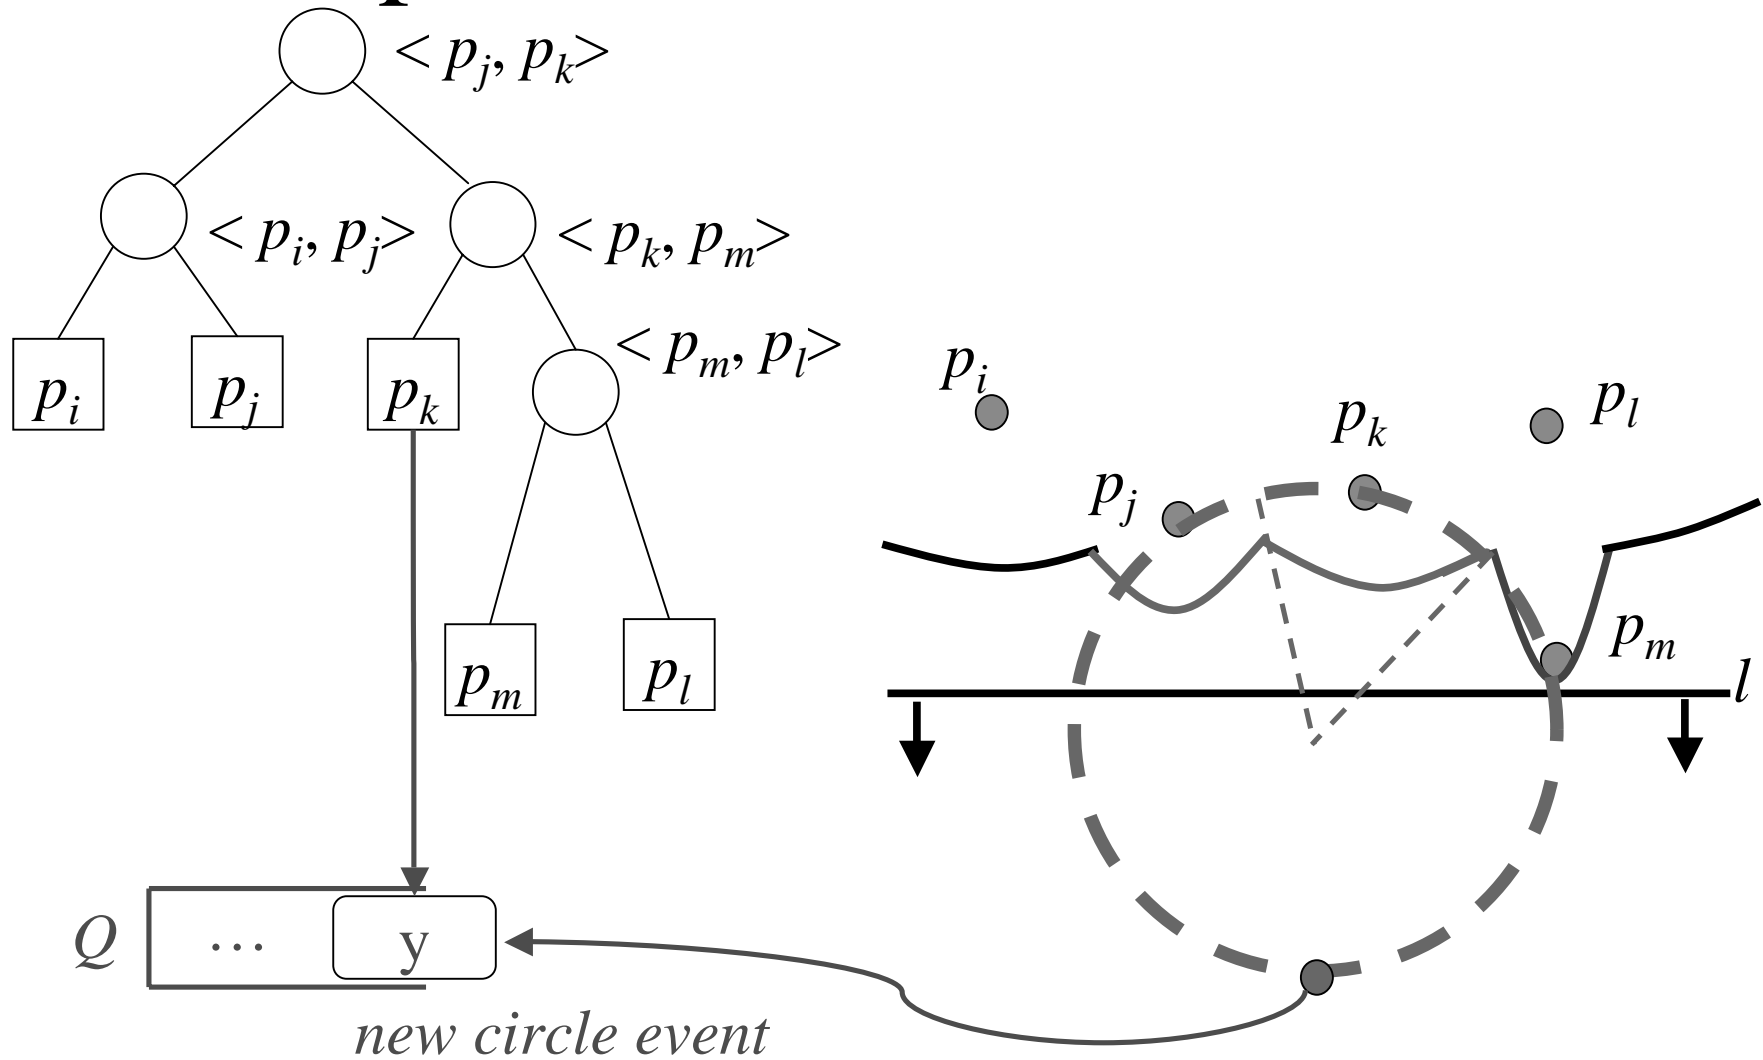 < p_j, p_k>
< p_i, p_j>
< p_k, p_m>
< p_m, p_l>
p_i
p_j
p_k
p_m
p_l
p_i
p_k
p_l
p_j
p_m
l
Q
… y
new circle event